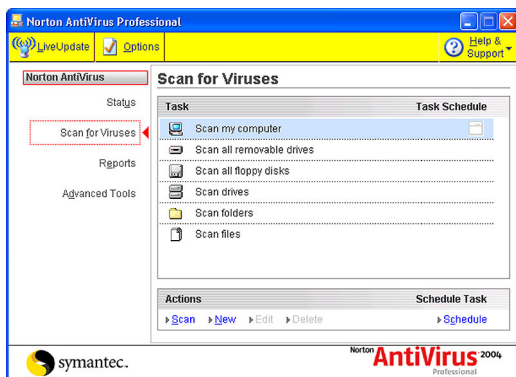 Norton AntiVirus Professional
LiveUpdate
Options
Help & Support
Norton AntiVirus
Status
Scan for Viruses
Reports
Advanced Tools
Scan for Viruses
Task
Task Schedule
Scan my computer
Scan all removable drives
Scan all floppy disks
Scan drives
Scan folders
Scan files
Actions
Schedule Task
Scan
New
Edit
Delete
Schedule
symantec.
Norton AntiVirus 2004
Professional